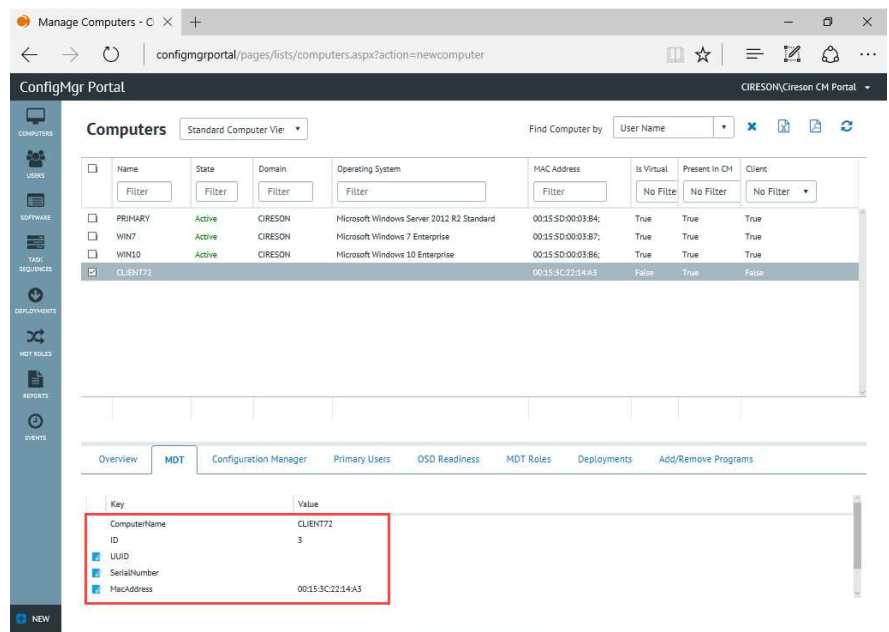 Manage Computers - Ci
configmgrportal/pages/lists/computers.aspx?action=newcomputer
ConfigMgr Portal
CIRESON\Cireson CM Portal
COMPUTERS
USERS
SOFTWARE
TASK
SEQUENCES
DEPLOYMENTS
MDT ROLES
REPORTS
EVENTS
NEW
Computers Standard Computer Vie Find Computer by User Name
Name State Domain Operating System MAC Address Is Virtual Present In CM Client
Filter Filter Filter Filter Filter No Filte No Filter No Filter
PRIMARY Active CIRESON Microsoft Windows Server 2012 R2 Standard 00:15:5D:00:03:B4; True True True
WIN7 Active CIRESON Microsoft Windows 7 Enterprise 00:15:5D:00:03:B7; True True True
WIN10 Active CIRESON Microsoft Windows 10 Enterprise 00:15:5D:00:03:B6; True True True
CLIENT72 00:15:3C:22:14:A3 False True False
Overview MDT Configuration Manager Primary Users OSD Readiness MDT Roles Deployments Add/Remove Programs
Key Value
ComputerName CLIENT72
ID 3
UUID
SerialNumber
MacAddress 00:15:3C:22:14:A3